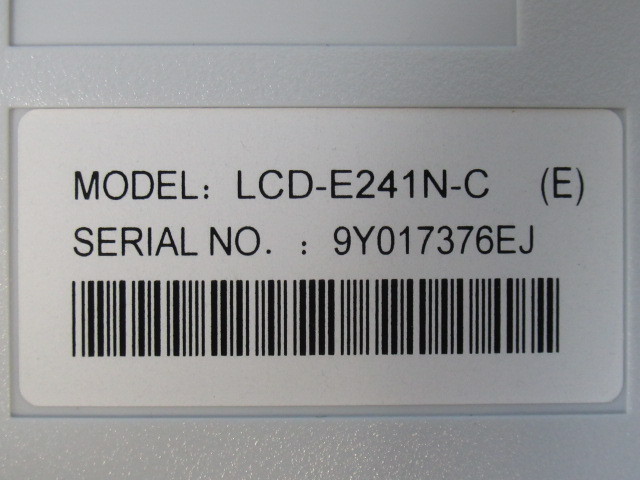 MODEL: LCD-E241N-C (E)
SERIAL NO. : 9Y017376EJ